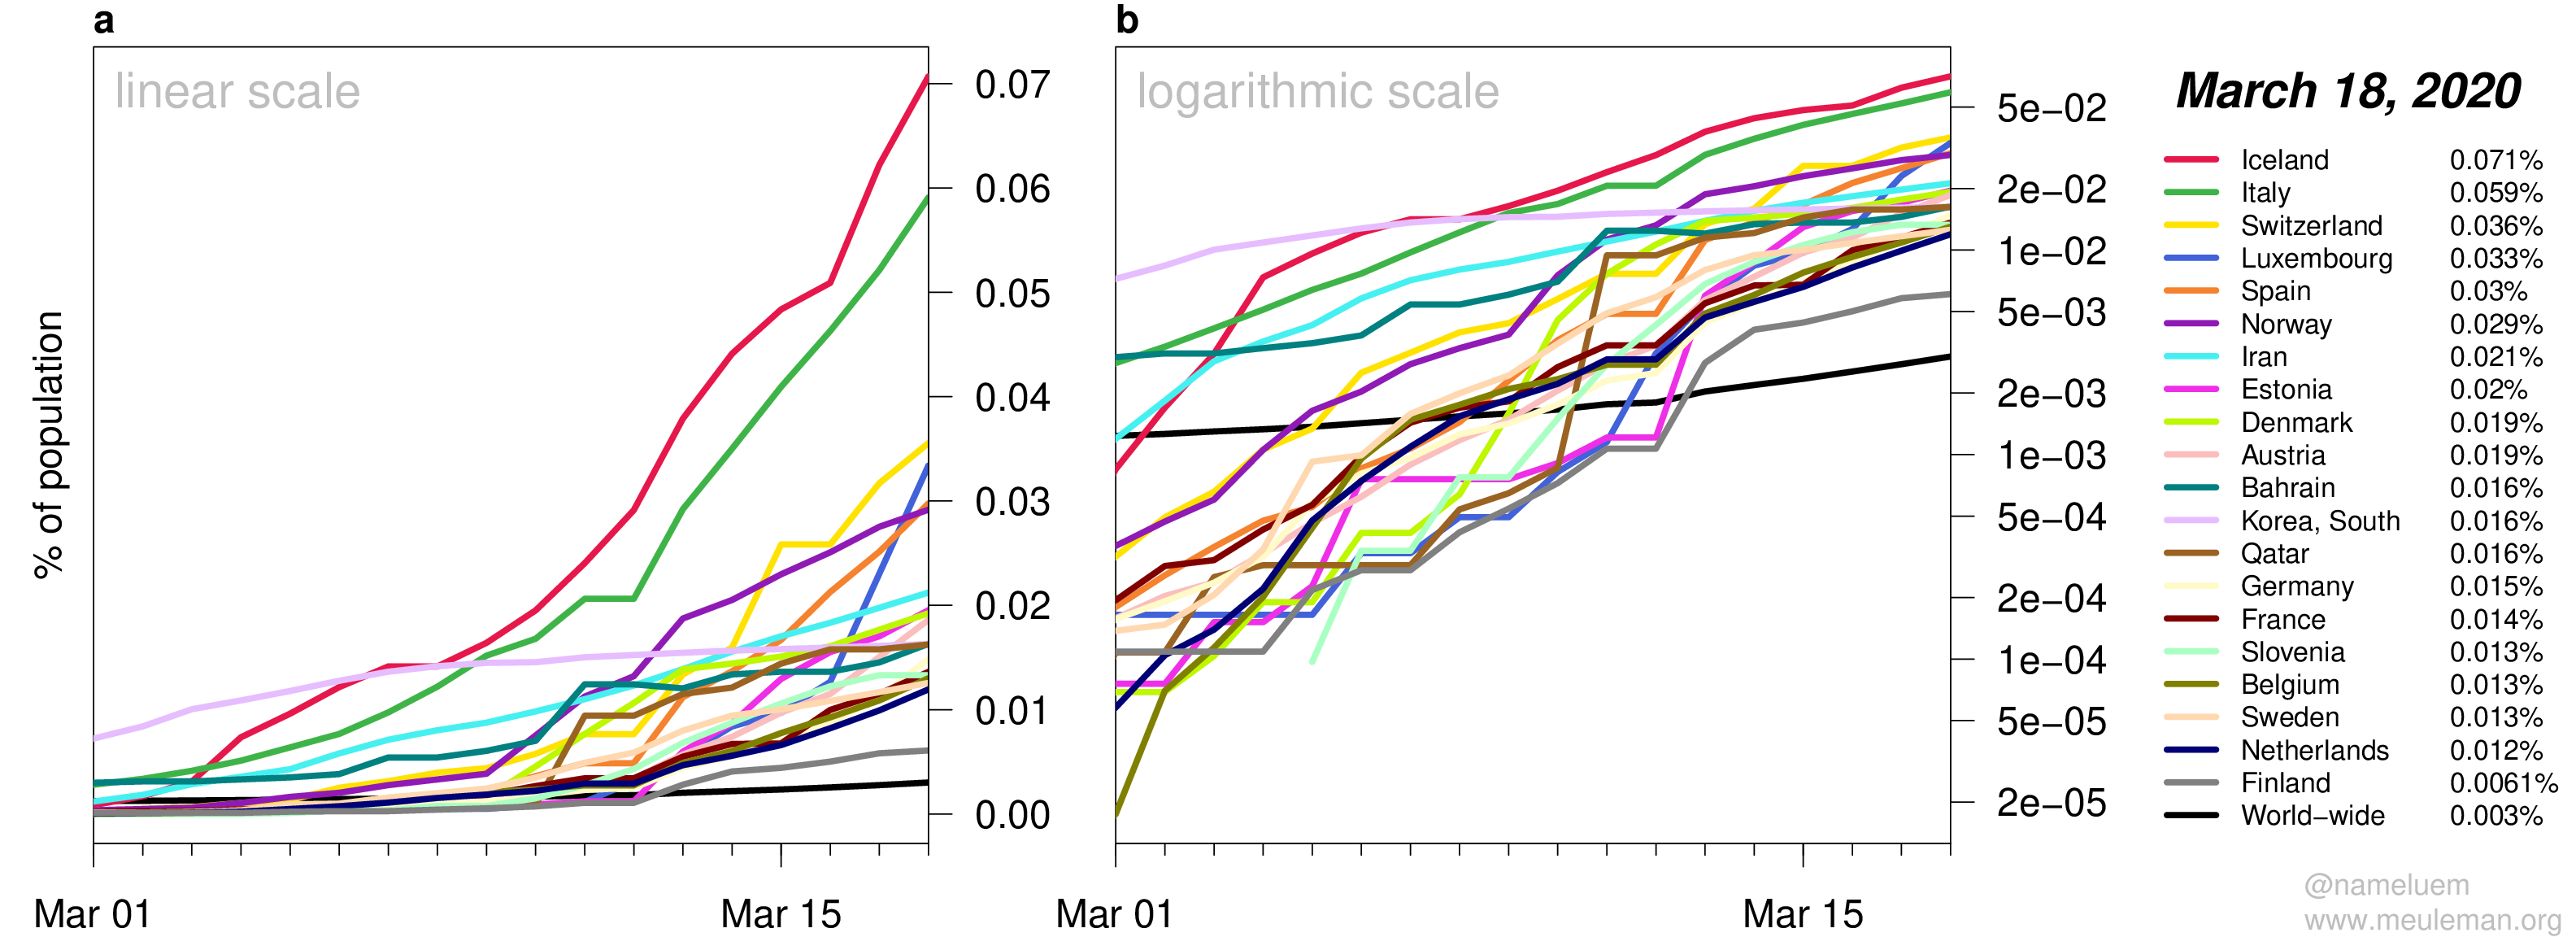 a
linear scale
% of population
0.07
0.06
0.05
0.04
0.03
0.02
0.01
0.00
Mar 01
Mar 15
b
logarithmic scale
5e−02
2e−02
1e−02
5e−03
2e−03
1e−03
5e−04
2e−04
1e−04
5e−05
2e−05
Mar 01
Mar 15
March 18, 2020
Iceland 0.071%
Italy 0.059%
Switzerland 0.036%
Luxembourg 0.033%
Spain 0.03%
Norway 0.029%
Iran 0.021%
Estonia 0.02%
Denmark 0.019%
Austria 0.019%
Bahrain 0.016%
Korea, South 0.016%
Qatar 0.016%
Germany 0.015%
France 0.014%
Slovenia 0.013%
Belgium 0.013%
Sweden 0.013%
Netherlands 0.012%
Finland 0.0061%
World−wide 0.003%
@nameluem
www.meuleman.org